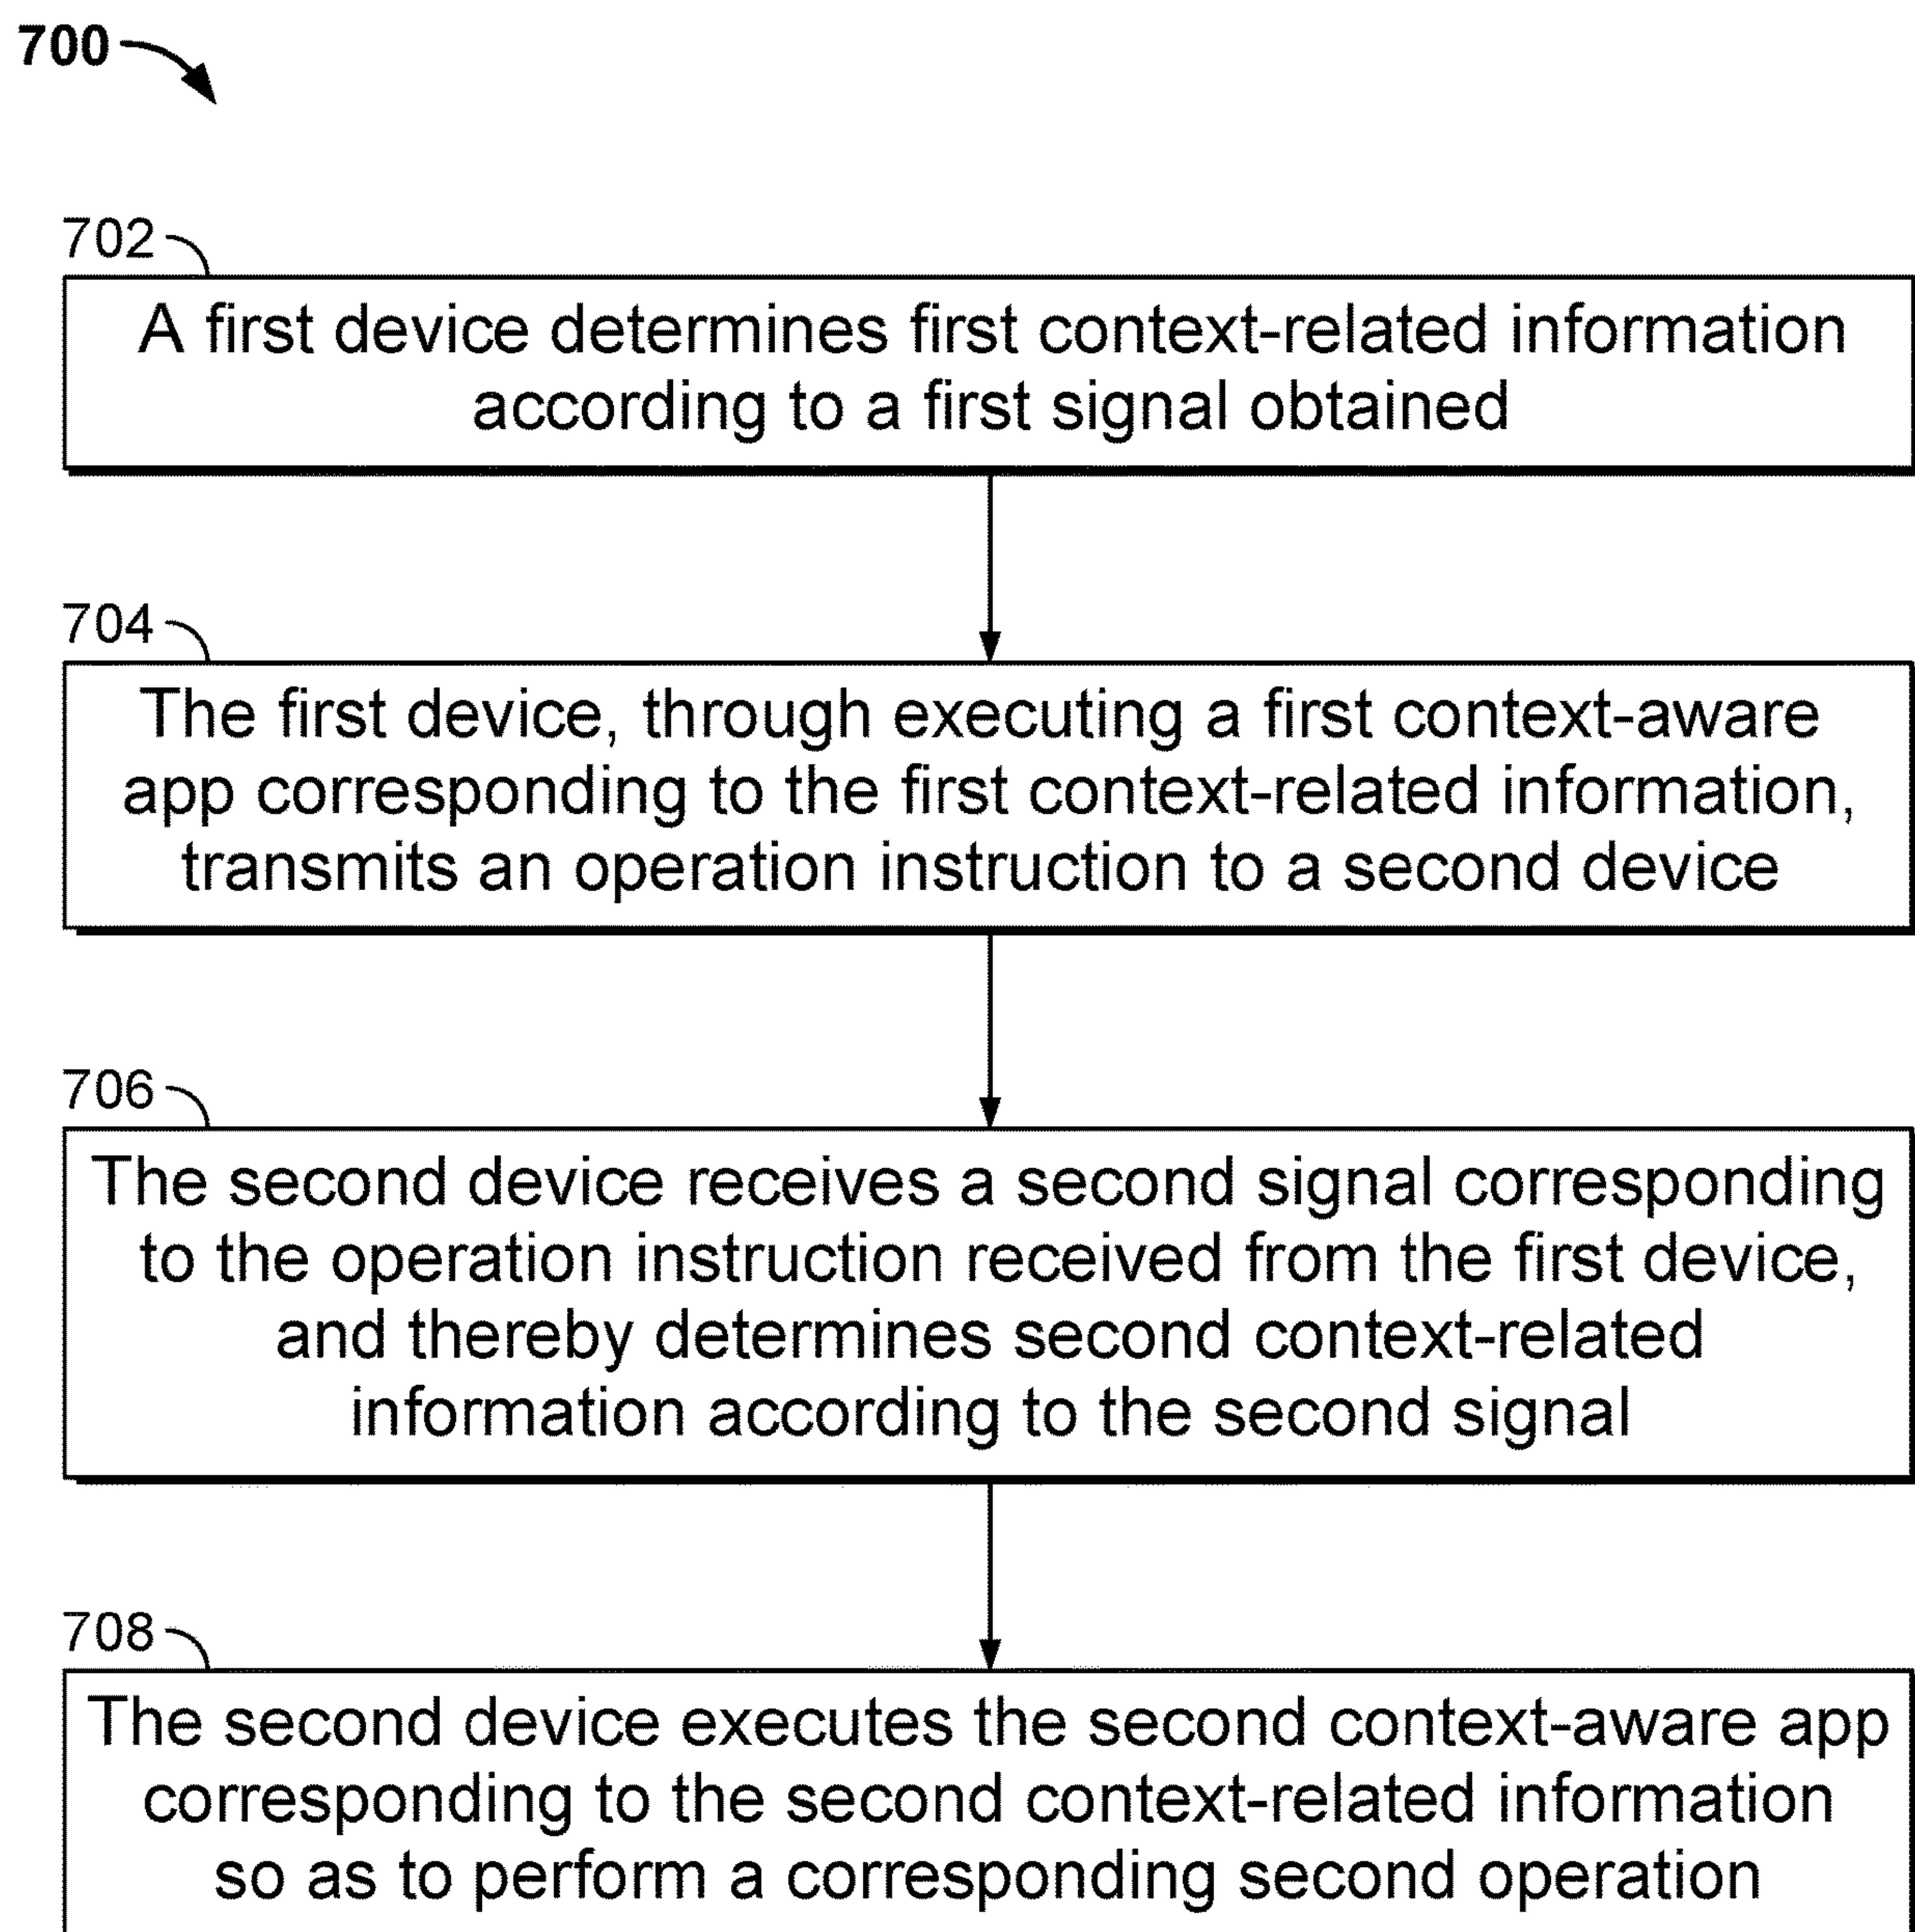 700
702
A first device determines first context-related information
according to a first signal obtained
704
The first device, through executing a first context-aware
app corresponding to the first context-related information,
transmits an operation instruction to a second device
706
The second device receives a second signal corresponding
to the operation instruction received from the first device,
and thereby determines second context-related
information according to the second signal
708
The second device executes the second context-aware app
corresponding to the second context-related information
so as to perform a corresponding second operation